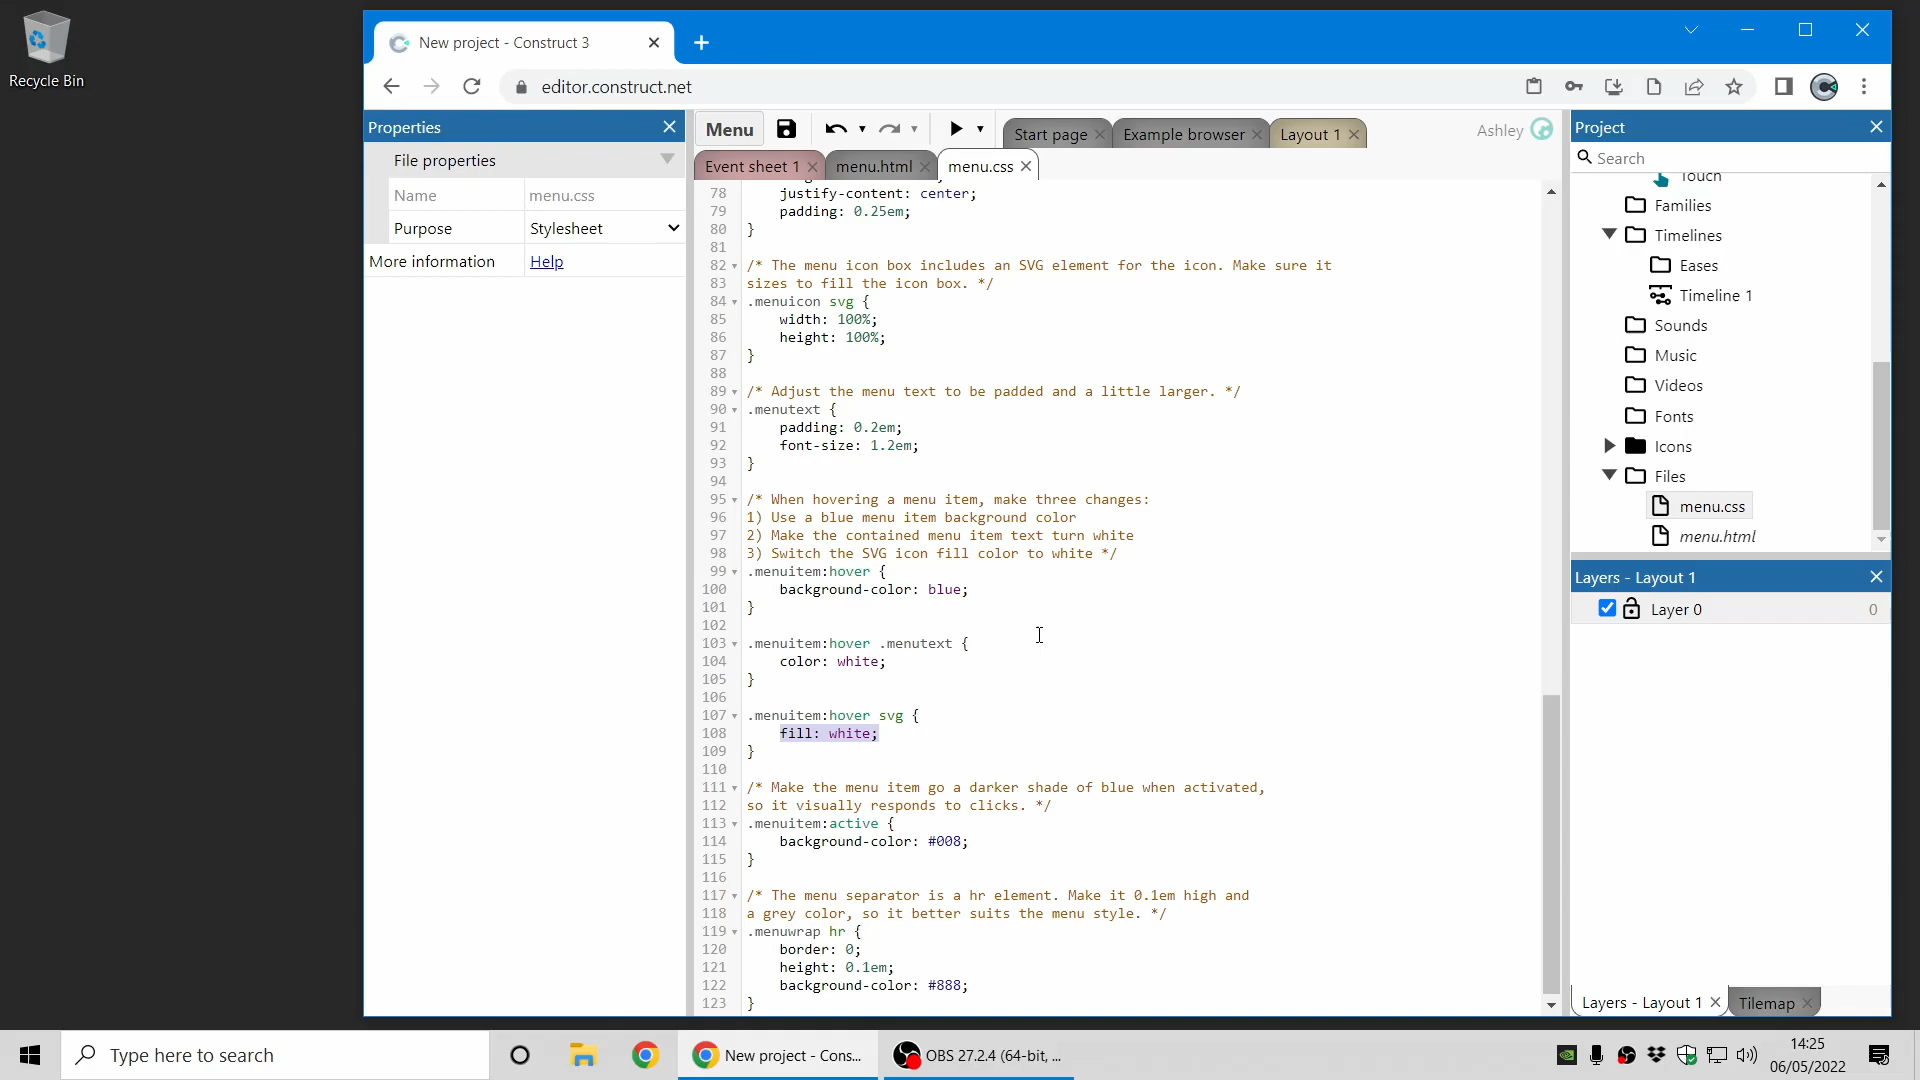 Recycle Bin
New project - Construct 3
editor.construct.net
Properties
File properties
Name menu.css
Purpose Stylesheet
More information Help
Menu
Start page
Example browser
Layout 1
Ashley
Event sheet 1
menu.html
menu.css
78 justify-content: center;
79 padding: 0.25em;
80 }
81
82 /* The menu icon box includes an SVG element for the icon. Make sure it
83 sizes to fill the icon box. */
84 .menuicon svg {
85 width: 100%;
86 height: 100%;
87 }
88
89 /* Adjust the menu text to be padded and a little larger. */
90 .menutext {
91 padding: 0.2em;
92 font-size: 1.2em;
93 }
94
95 /* When hovering a menu item, make three changes:
96 1) Use a blue menu item background color
97 2) Make the contained menu item text turn white
98 3) Switch the SVG icon fill color to white */
99 .menuitem:hover {
100 background-color: blue;
101 }
102
103 .menuitem:hover .menutext {
104 color: white;
105 }
106
107 .menuitem:hover svg {
108 fill: white;
109 }
110
111 /* Make the menu item go a darker shade of blue when activated,
112 so it visually responds to clicks. */
113 .menuitem:active {
114 background-color: #008;
115 }
116
117 /* The menu separator is a hr element. Make it 0.1em high and
118 a grey color, so it better suits the menu style. */
119 .menuwrap hr {
120 border: 0;
121 height: 0.1em;
122 background-color: #888;
123 }
Project
Search
Touch
Families
Timelines
Eases
Timeline 1
Sounds
Music
Videos
Fonts
Icons
Files
menu.css
menu.html
Layers - Layout 1
Layer 0 0
Layers - Layout 1
Tilemap
Type here to search
New project - Cons...
OBS 27.2.4 (64-bit, ...
14:25
06/05/2022